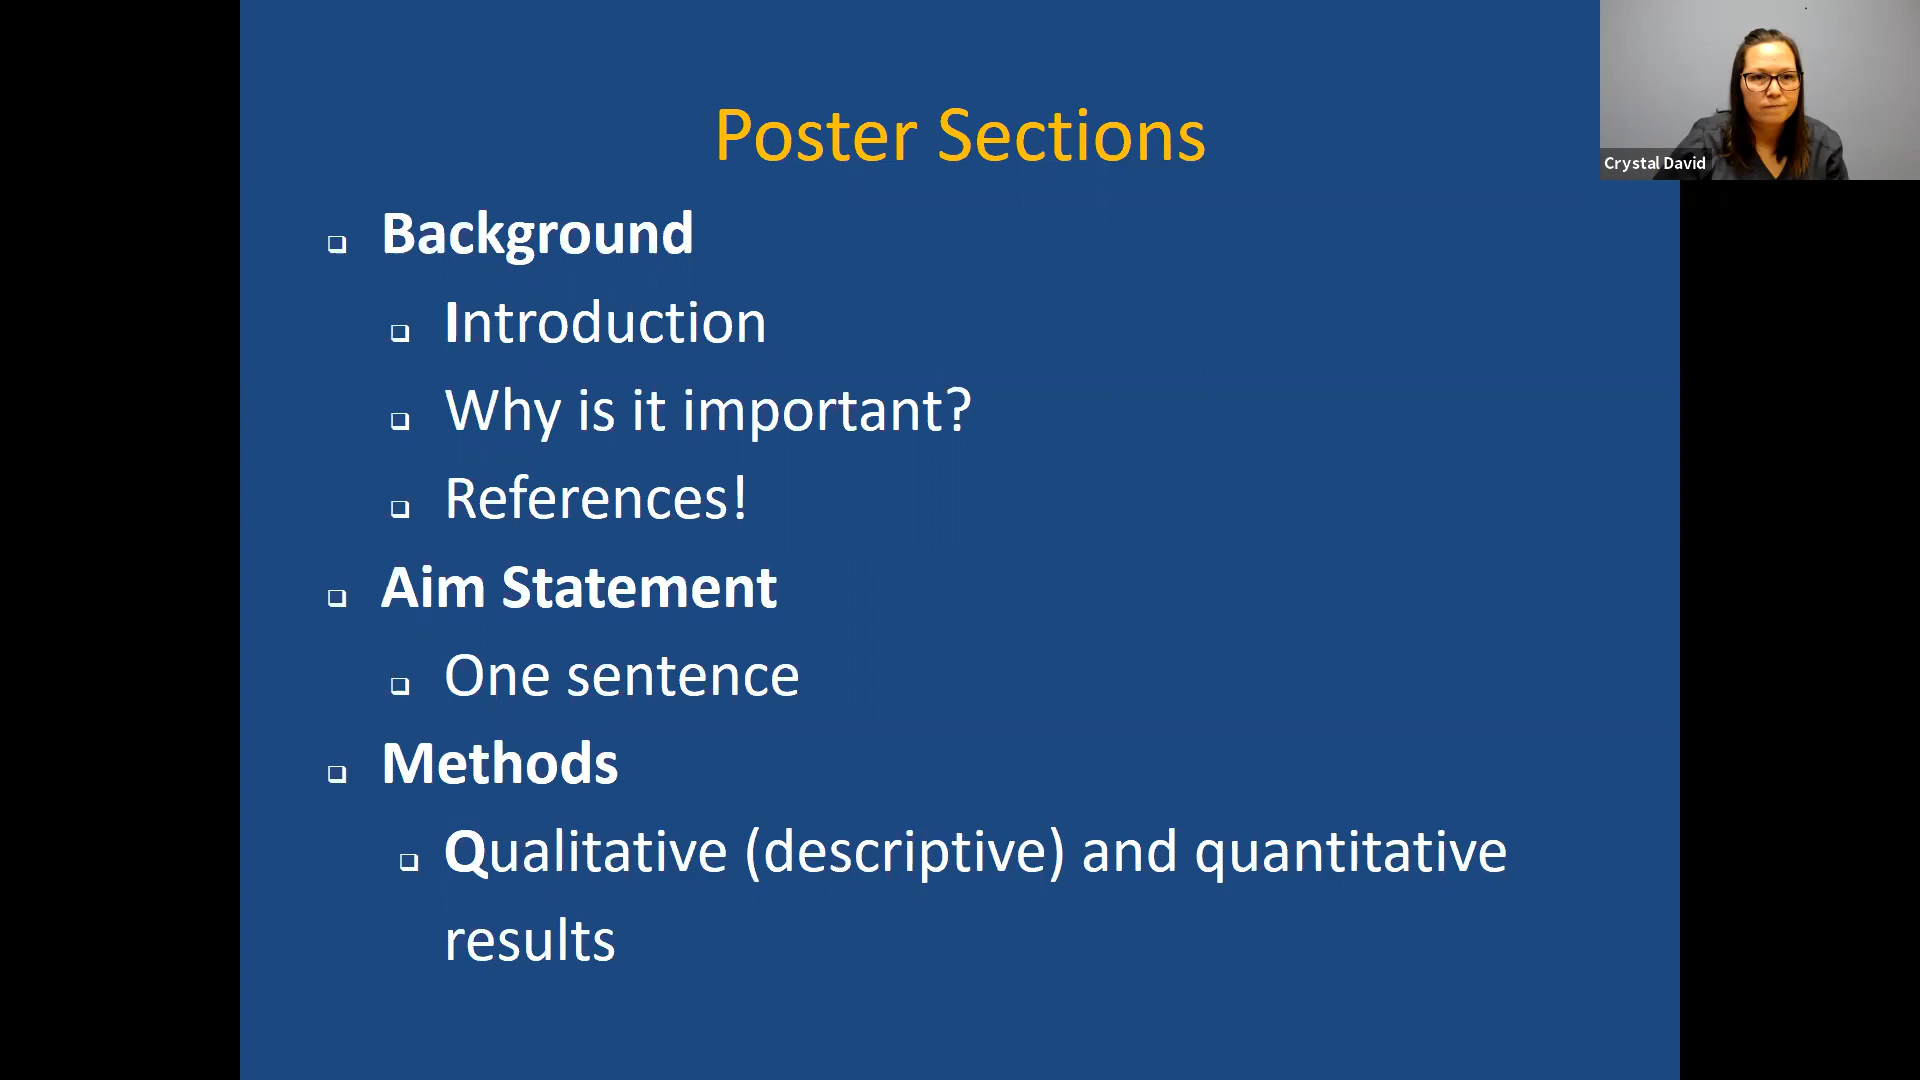 Poster Sections
❑ Background
❑ Introduction
❑ Why is it important?
❑ References!
❑ Aim Statement
❑ One sentence
❑ Methods
❑ Qualitative (descriptive) and quantitative
results
Crystal David